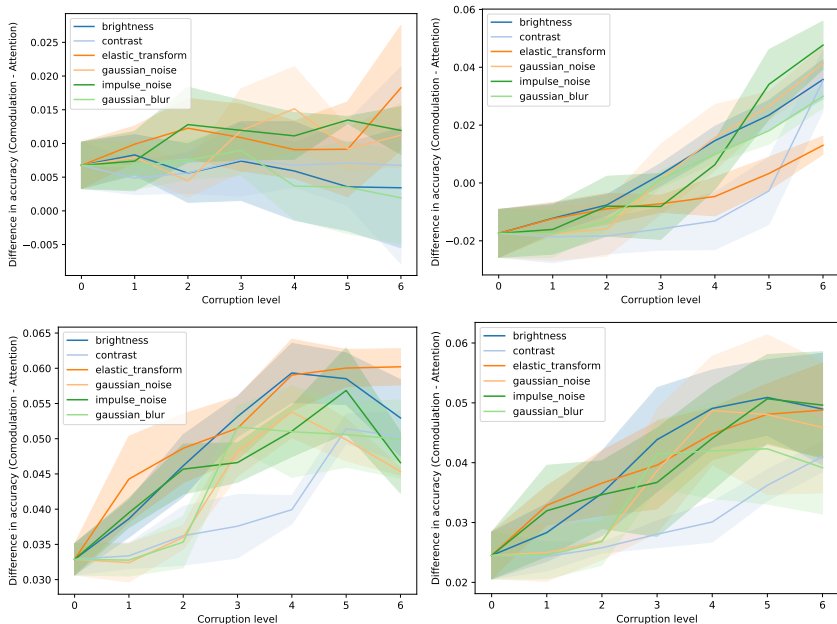 Difference in accuracy (Comodulation - Attention)
0.025
0.020
0.015
0.010
0.005
0.000
−0.005
brightness
contrast
elastic_transform
gaussian_noise
impulse_noise
gaussian_blur
0 1 2 3 4 5 6
Corruption level
Difference in accuracy (Comodulation - Attention)
0.06
0.04
0.02
0.00
−0.02
brightness
contrast
elastic_transform
gaussian_noise
impulse_noise
gaussian_blur
0 1 2 3 4 5 6
Corruption level
Difference in accuracy (Comodulation - Attention)
0.065
0.060
0.055
0.050
0.045
0.040
0.035
0.030
brightness
contrast
elastic_transform
gaussian_noise
impulse_noise
gaussian_blur
0 1 2 3 4 5 6
Corruption level
Difference in accuracy (Comodulation - Attention)
0.06
0.05
0.04
0.03
0.02
brightness
contrast
elastic_transform
gaussian_noise
impulse_noise
gaussian_blur
0 1 2 3 4 5 6
Corruption level